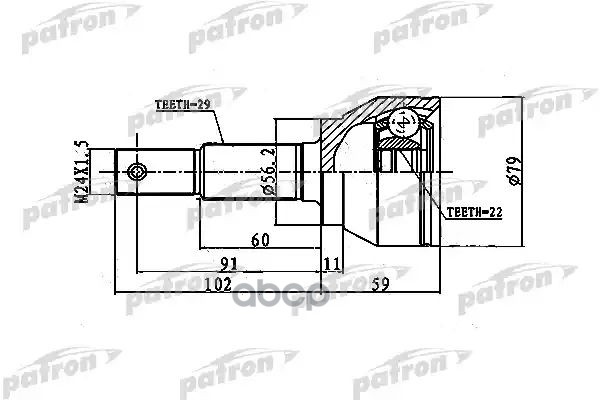 patron patron patron patron
TEETH-29
M24X1.5
Ø56.2
Ø79
patron patron patron
TEETH-22
60
91
11
102
59
abcp
patron patron patron
patron patron patron